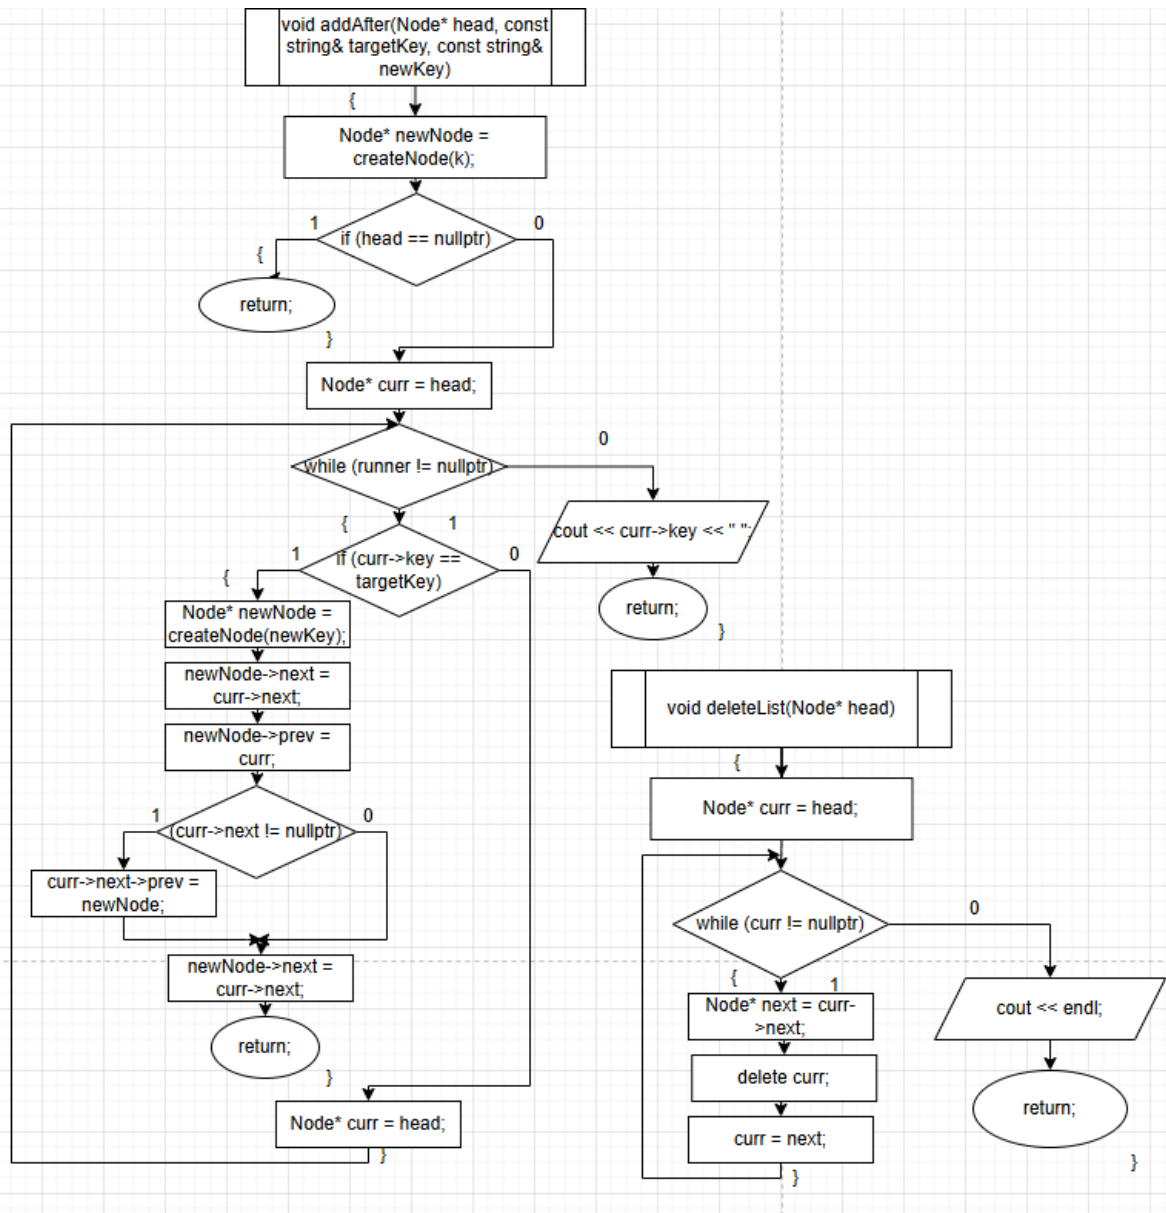 void addAfter(Node* head, const
string& targetKey, const string&
newKey)
{
Node* newNode =
createNode(k);
1
0
if (head == nullptr)
{
return;
}
Node* curr = head;
while (runner != nullptr)
0
cout << curr->key << " ";
return;
}
{
1
if (curr->key ==
targetKey)
1
0
{
Node* newNode =
createNode(newKey);
newNode->next =
curr->next;
newNode->prev =
curr;
1
(curr->next != nullptr)
0
curr->next->prev =
newNode;
newNode->next =
curr->next;
return;
}
Node* curr = head;
}
void deleteList(Node* head)
{
Node* curr = head;
while (curr != nullptr)
0
{
1
Node* next = curr-
>next;
delete curr;
curr = next;
}
cout << endl;
return;
}